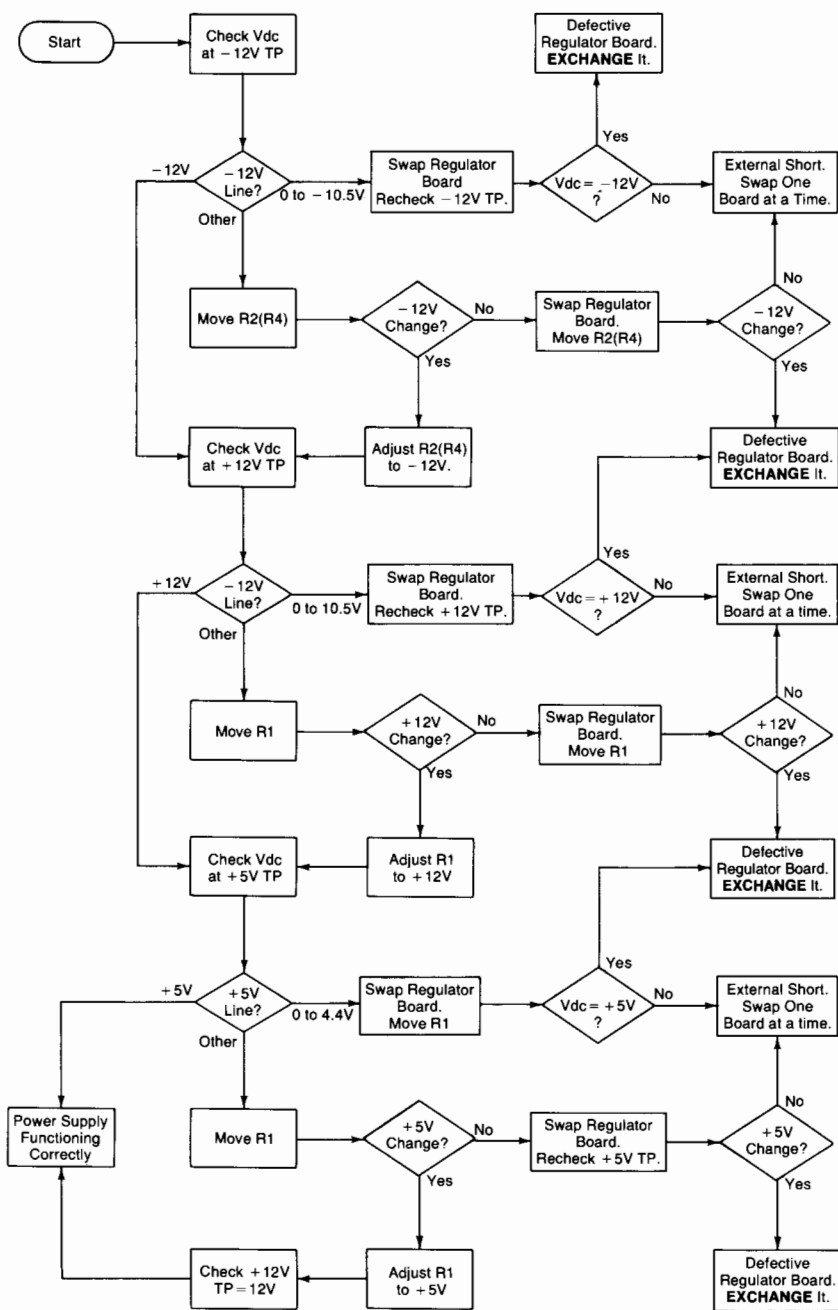 Start
Check Vdc
at −12V TP
Defective
Regulator Board.
EXCHANGE It.
Yes
−12V
−12V
Line?
0 to −10.5V
Other
Swap Regulator
Board
Recheck −12V TP.
Vdc = −12V
?
No
External Short.
Swap One
Board at a Time.
No
Move R2(R4)
−12V
Change?
No
Yes
Swap Regulator
Board.
Move R2(R4)
−12V
Change?
Yes
Check Vdc
at +12V TP
Adjust R2(R4)
to −12V.
Defective
Regulator Board.
EXCHANGE It.
Yes
+12V
−12V
Line?
0 to 10.5V
Other
Swap Regulator
Board.
Recheck +12V TP.
Vdc = +12V
?
No
External Short.
Swap One
Board at a time.
No
Move R1
+12V
Change?
No
Yes
Swap Regulator
Board.
Move R1
+12V
Change?
Yes
Check Vdc
at +5V TP
Adjust R1
to +12V
Defective
Regulator Board.
EXCHANGE It.
Yes
+5V
+5V
Line?
0 to 4.4V
Other
Swap Regulator
Board.
Move R1
Vdc = +5V
?
No
External Short.
Swap One
Board at a time.
No
Power Supply
Functioning
Correctly
Move R1
+5V
Change?
No
Yes
Swap Regulator
Board.
Recheck +5V TP.
+5V
Change?
Yes
Check +12V
TP = 12V
Adjust R1
to +5V
Defective
Regulator Board.
EXCHANGE It.